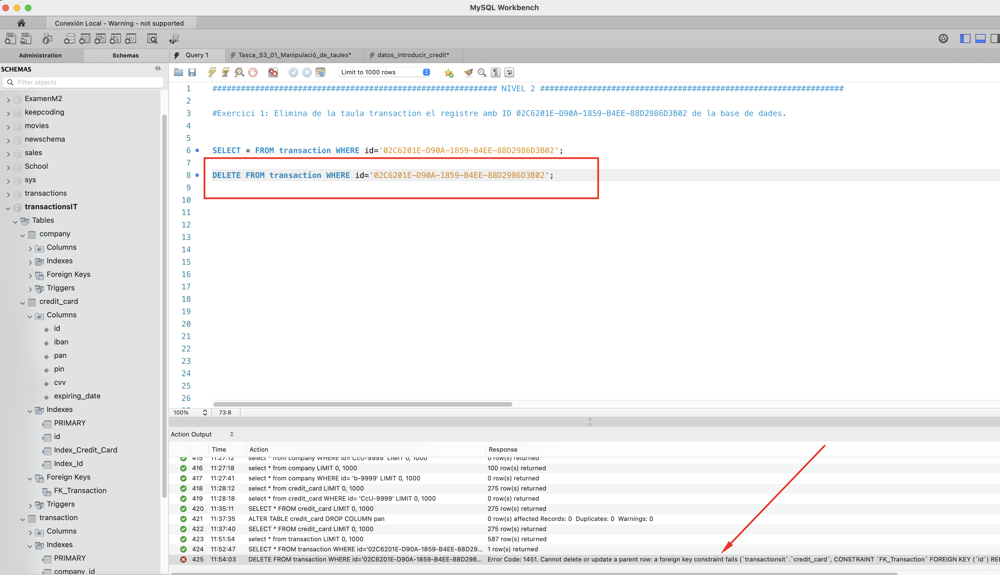 MySQL Workbench
Conexión Local - Warning - not supported
Administration
Schemas
Query 1
Tasca_S3_01_Manipulació_de_taules*
datos_introducir_credit*
SCHEMAS
Filter objects
Limit to 1000 rows
ExamenM2
keepcoding
movies
newschema
sales
School
sys
transactions
transactionsIT
Tables
company
Columns
Indexes
Foreign Keys
Triggers
credit_card
Columns
id
iban
pan
pin
cvv
expiring_date
Indexes
PRIMARY
id
Index_Credit_Card
Index_Id
Foreign Keys
FK_Transaction
Triggers
transaction
Columns
Indexes
PRIMARY
company_id
1 ############################################################ NIVEL 2 ################################################################
2
3 #Exercici 1: Elimina de la taula transaction el registre amb ID 02C6201E-D90A-1859-B4EE-88D2986D3B02 de la base de dades.
4
5
6 SELECT * FROM transaction WHERE id='02C6201E-D90A-1859-B4EE-88D2986D3B02';
7
8 DELETE FROM transaction WHERE id='02C6201E-D90A-1859-B4EE-88D2986D3B02';
9
10
11
12
13
14
15
16
17
18
19
20
21
22
23
24
25
26
100% 73:8
Action Output
Time Action Response
415 11:27:12 select * from company WHERE id='CcU-9999' LIMIT 0, 1000 0 row(s) returned
416 11:27:18 select * from company LIMIT 0, 1000 100 row(s) returned
417 11:27:41 select * from company WHERE id= 'b-9999' LIMIT 0, 1000 0 row(s) returned
418 11:28:12 select * from credit_card LIMIT 0, 1000 275 row(s) returned
419 11:28:18 select * from credit_card WHERE id= 'CcU-9999' LIMIT 0, 1000 0 row(s) returned
420 11:35:11 SELECT * FROM credit_card LIMIT 0, 1000 275 row(s) returned
421 11:37:35 ALTER TABLE credit_card DROP COLUMN pan 0 row(s) affected Records: 0 Duplicates: 0 Warnings: 0
422 11:37:40 SELECT * FROM credit_card LIMIT 0, 1000 275 row(s) returned
423 11:51:54 select * from transaction LIMIT 0, 1000 587 row(s) returned
424 11:52:47 SELECT * FROM transaction WHERE id='02C6201E-D90A-1859-B4EE-88D29... 1 row(s) returned
425 11:54:03 DELETE FROM transaction WHERE id='02C6201E-D90A-1859-B4EE-88D298... Error Code: 1451. Cannot delete or update a parent row: a foreign key constraint fails (`transactionsit`.`credit_card`, CONSTRAINT `FK_Transaction` FOREIGN KEY (`id`)